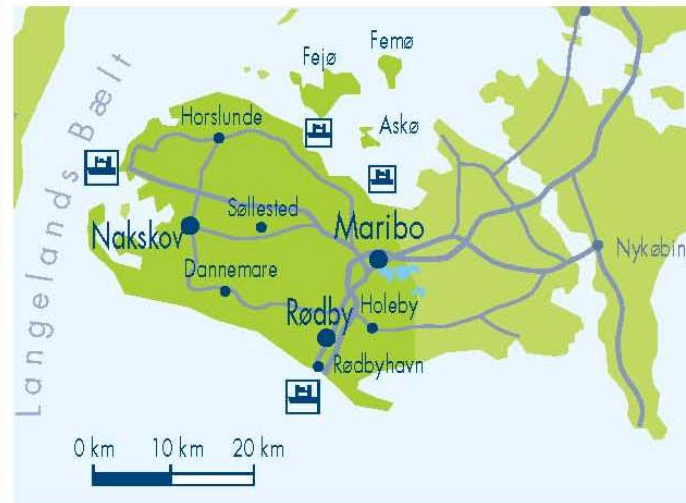 Femø
Fejø
Horslunde
Askø
Langelands Bælt
Søllested
Nakskov
Maribo
Nykøbin
Dannemare
Rødby
Holeby
Rødbyhavn
0 km 10 km 20 km